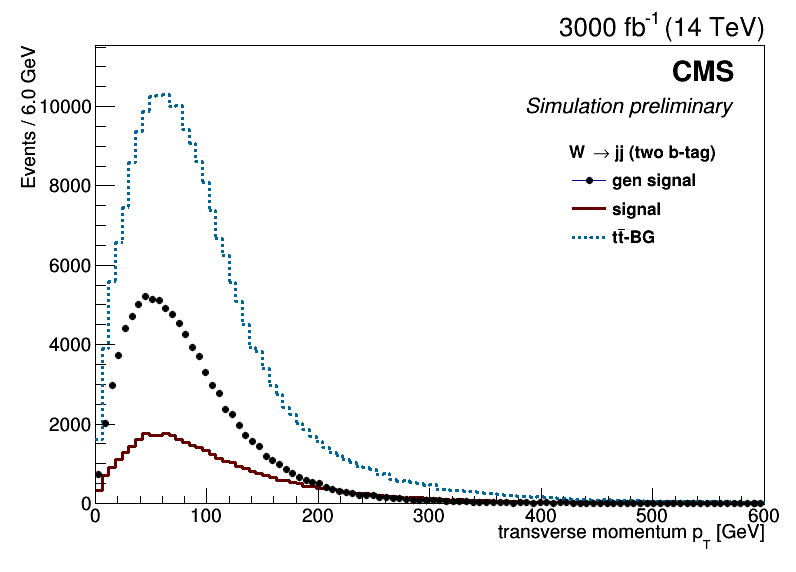 3000 fb⁻¹ (14 TeV)
CMS
Simulation preliminary
W → jj (two b-tag)
gen signal
signal
tt̄-BG
Events / 6.0 GeV
10000
8000
6000
4000
2000
0
0 100 200 300 400 500 600
transverse momentum p_T [GeV]